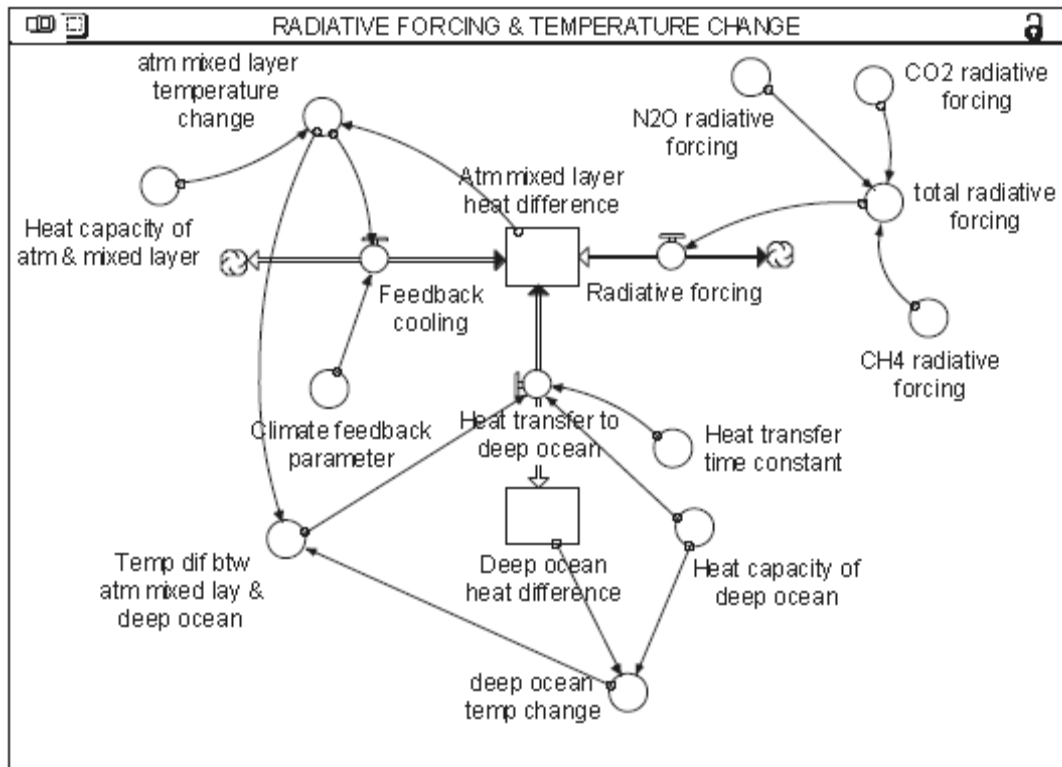 RADIATIVE FORCING & TEMPERATURE CHANGE
atm mixed layer
temperature
change
N2O radiative
forcing
CO2 radiative
forcing
Heat capacity of
atm & mixed layer
Atm mixed layer
heat difference
total radiative
forcing
Feedback
cooling
Radiative forcing
CH4 radiative
forcing
Climate feedback
parameter
Heat transfer to
deep ocean
Heat transfer
time constant
Temp dif btw
atm mixed lay &
deep ocean
Deep ocean
heat difference
Heat capacity of
deep ocean
deep ocean
temp change